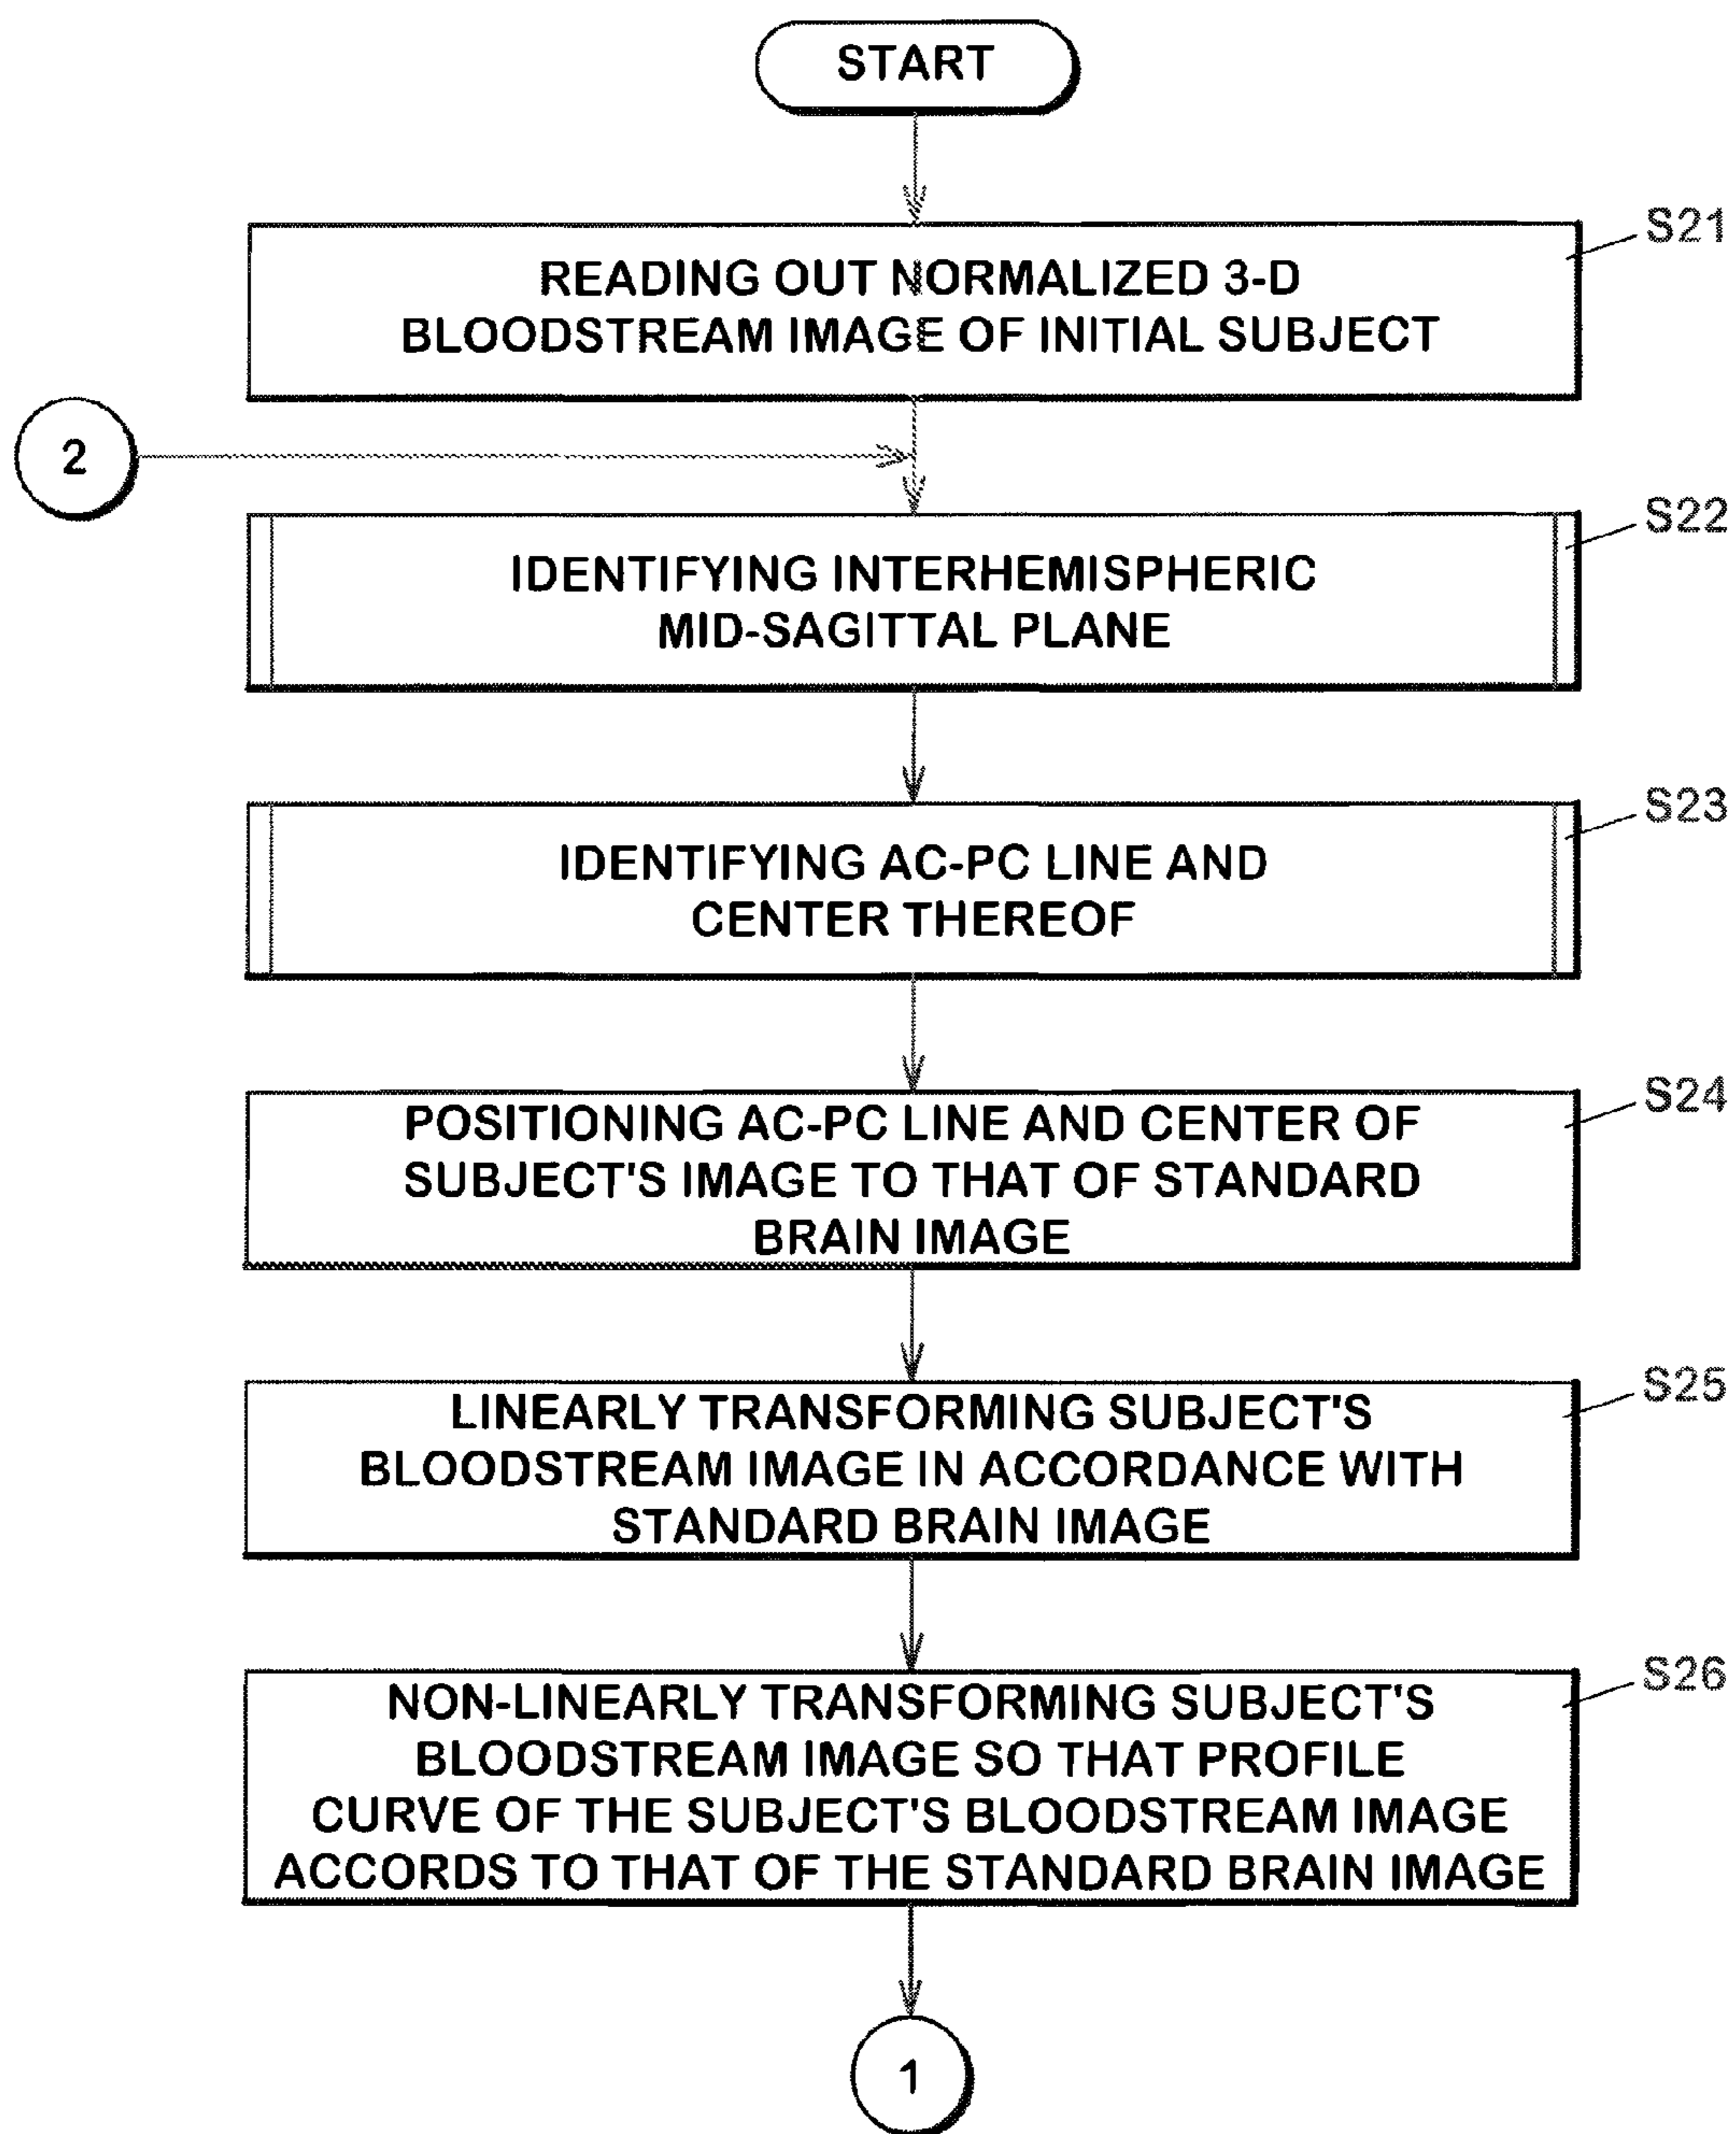 START
S21
READING OUT NORMALIZED 3-D
BLOODSTREAM IMAGE OF INITIAL SUBJECT
2
S22
IDENTIFYING INTERHEMISPHERIC
MID-SAGITTAL PLANE
S23
IDENTIFYING AC-PC LINE AND
CENTER THEREOF
S24
POSITIONING AC-PC LINE AND CENTER OF
SUBJECT'S IMAGE TO THAT OF STANDARD
BRAIN IMAGE
S25
LINEARLY TRANSFORMING SUBJECT'S
BLOODSTREAM IMAGE IN ACCORDANCE WITH
STANDARD BRAIN IMAGE
S26
NON-LINEARLY TRANSFORMING SUBJECT'S
BLOODSTREAM IMAGE SO THAT PROFILE
CURVE OF THE SUBJECT'S BLOODSTREAM IMAGE
ACCORDS TO THAT OF THE STANDARD BRAIN IMAGE
1